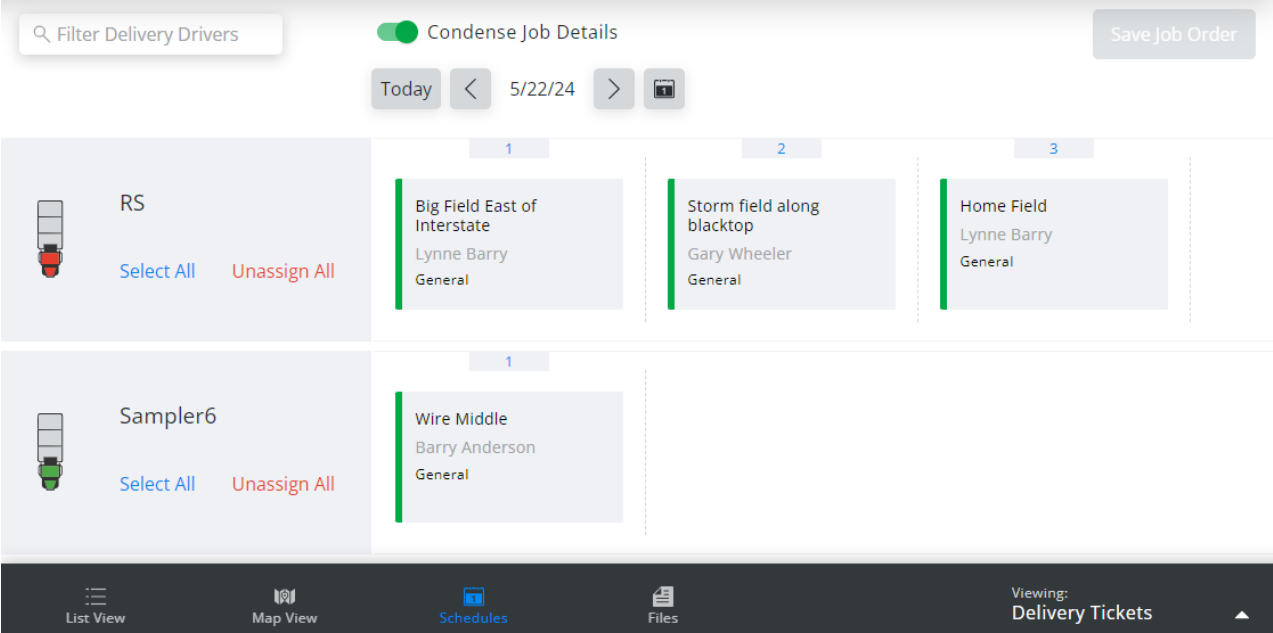 Filter Delivery Drivers
Condense Job Details
Save Job Order
Today
5/22/24
1
1
2
3
RS
Select All
Unassign All
Big Field East of
Interstate
Lynne Barry
General
Storm field along
blacktop
Gary Wheeler
General
Home Field
Lynne Barry
General
1
Sampler6
Select All
Unassign All
Wire Middle
Barry Anderson
General
List View
Map View
1
Schedules
Files
Viewing:
Delivery Tickets